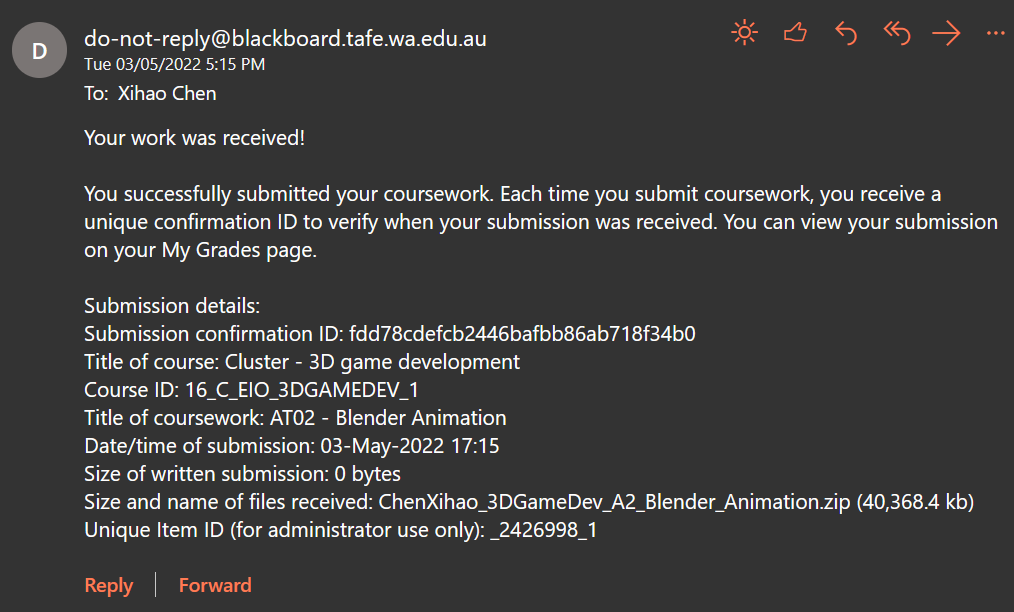 D
do-not-reply@blackboard.tafe.wa.edu.au
Tue 03/05/2022 5:15 PM
To: Xihao Chen
Your work was received!
You successfully submitted your coursework. Each time you submit coursework, you receive a
unique confirmation ID to verify when your submission was received. You can view your submission
on your My Grades page.
Submission details:
Submission confirmation ID: fdd78cdefcb2446bafbb86ab718f34b0
Title of course: Cluster - 3D game development
Course ID: 16_C_EIO_3DGAMEDEV_1
Title of coursework: AT02 - Blender Animation
Date/time of submission: 03-May-2022 17:15
Size of written submission: 0 bytes
Size and name of files received: ChenXihao_3DGameDev_A2_Blender_Animation.zip (40,368.4 kb)
Unique Item ID (for administrator use only): _2426998_1
Reply | Forward